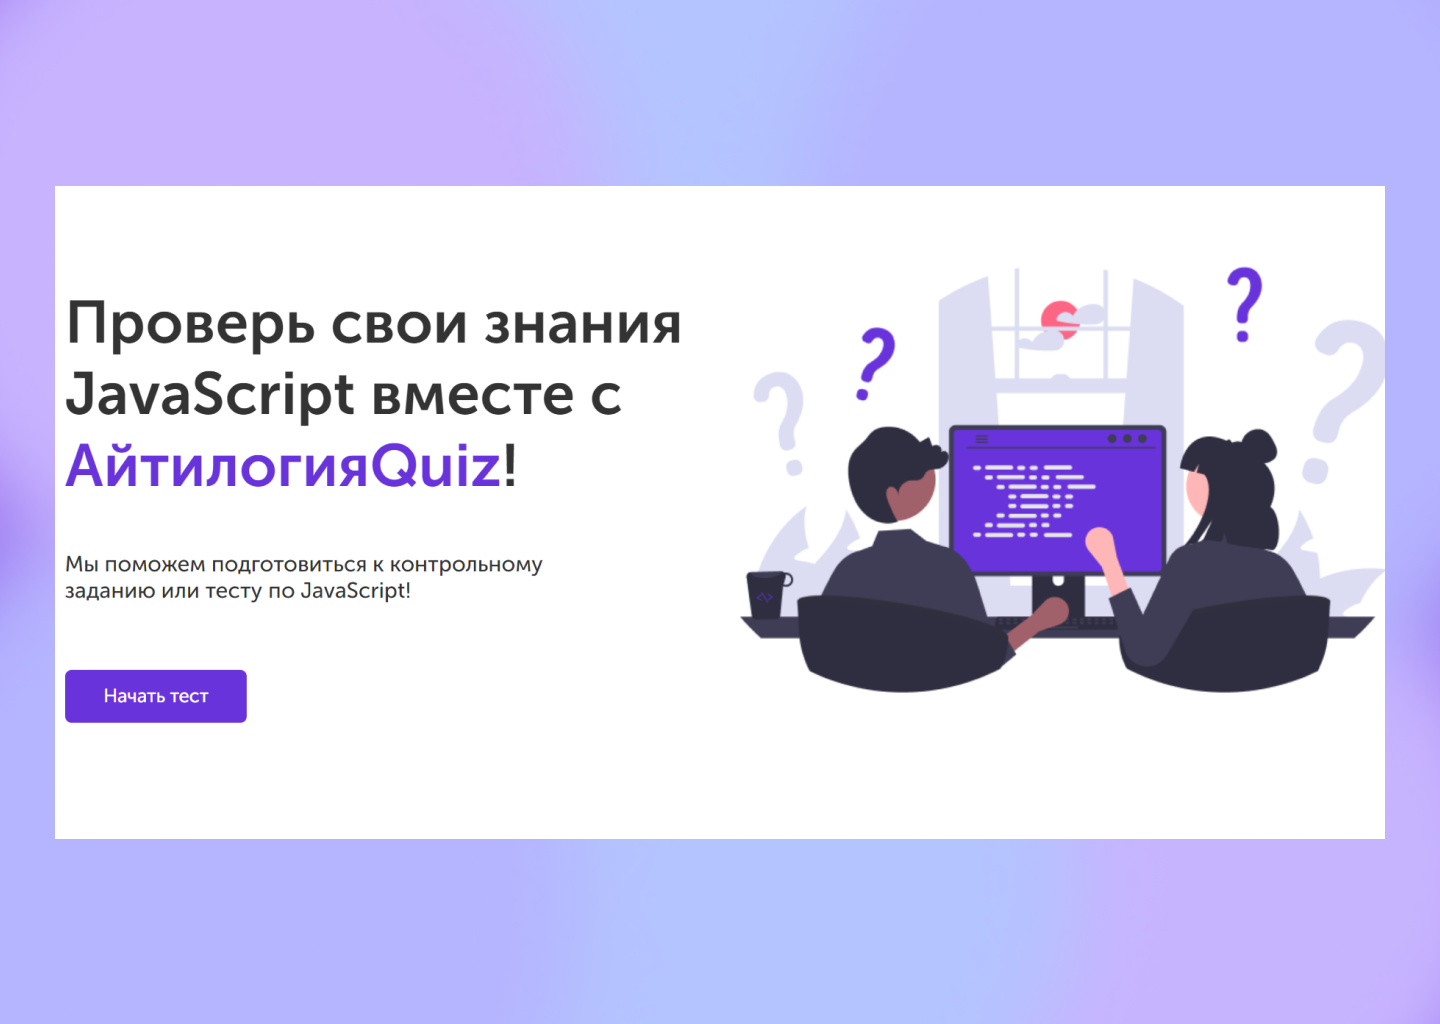 Проверь свои знания
JavaScript вместе с
АйтилогияQuiz!
Мы поможем подготовиться к контрольному
заданию или тесту по JavaScript!
Начать тест